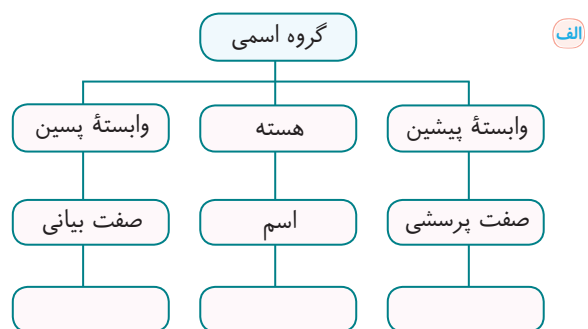 الف
گروه اسمی
وابستهٔ پیشین
هسته
وابستهٔ پسین
صفت پرسشی
اسم
صفت بیانی